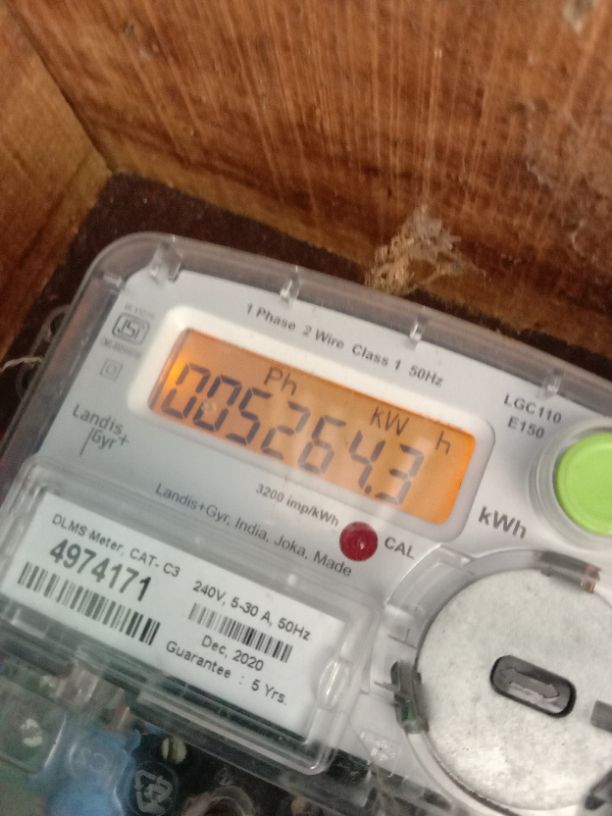 1 Phase 2 Wire Class 1 50Hz
LGC110
E150
Ph kW h
005264.3
Landis+
Gyr
3200 imp/kWh
kWh
Landis+Gyr, India, Joka, Made
CAL
DLMS Meter, CAT- C3
4974171
240V, 5-30 A, 50Hz
Dec, 2020
Guarantee : 5 Yrs.